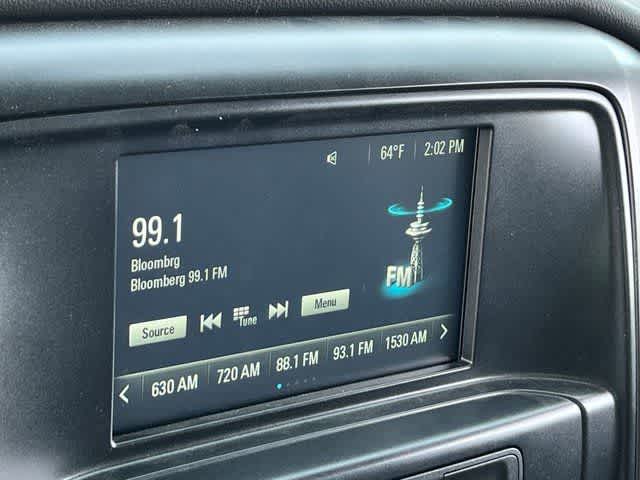 64°F 2:02 PM
99.1
Bloombrg
Bloomberg 99.1 FM
FM
Source Tune Menu
630 AM 720 AM 88.1 FM 93.1 FM 1530 AM